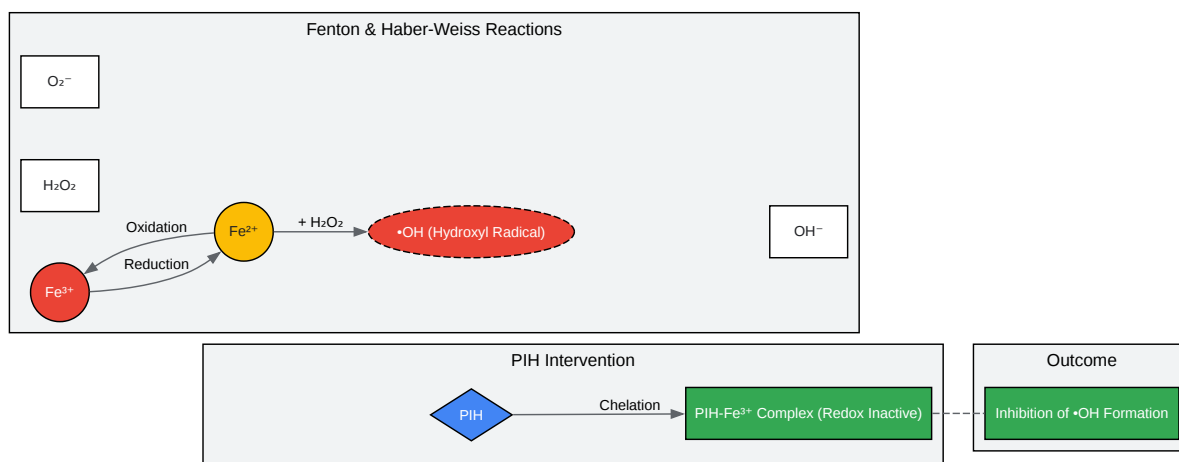 Fenton & Haber-Weiss Reactions
O₂⁻
H₂O₂
Oxidation
Fe²⁺
+ H₂O₂
•OH (Hydroxyl Radical)
OH⁻
Reduction
Fe³⁺
PIH Intervention
Outcome
PIH
Chelation
PIH-Fe³⁺ Complex (Redox Inactive)
Inhibition of •OH Formation